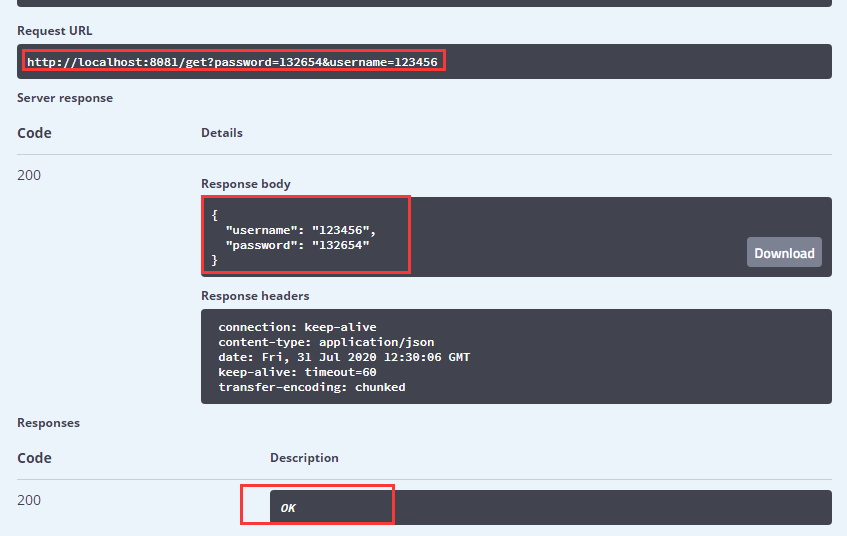 Request URL
http://localhost:8081/get?password=132654&username=123456
Server response
Code Details
200
Response body
{
"username": "123456",
"password": "132654"
}
Download
Response headers
connection: keep-alive
content-type: application/json
date: Fri, 31 Jul 2020 12:30:06 GMT
keep-alive: timeout=60
transfer-encoding: chunked
Responses
Code Description
200
OK